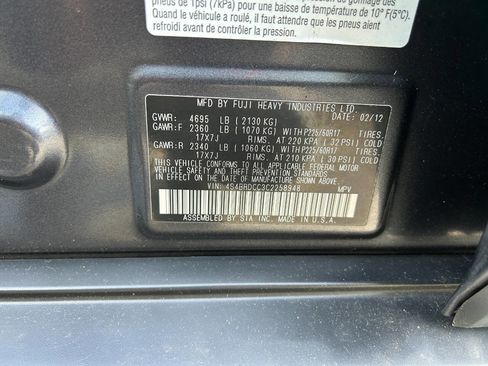 pneus de 1psi (7kPa) pour une baisse de température de 10° F(5°C).
Quand le véhicule a roulé, il faut attendre que les pneus aient
refroidi avant de contrôler la pression.
MFD BY FUJI HEAVY INDUSTRIES LTD.
GVWR: 4695 LB ( 2130 KG) 02/12
GAWR:F 2360 LB ( 1070 KG) WITH P225/60R17 TIRES,
17X7J RIMS, AT 220 KPA ( 32 PSI) COLD
GAWR:R 2340 LB ( 1060 KG) WITH P225/60R17 TIRES,
17X7J RIMS, AT 210 KPA ( 30 PSI) COLD
THIS VEHICLE CONFORMS TO ALL APPLICABLE FEDERAL MOTOR
VEHICLE SAFETY AND THEFT PREVENTION STANDARDS
IN EFFECT ON THE DATE OF MANUFACTURE SHOWN ABOVE.
VIN: 4S4BRDCC3C2258948 MPV
ASSEMBLED BY SIA, INC. MADE IN U.S.A.